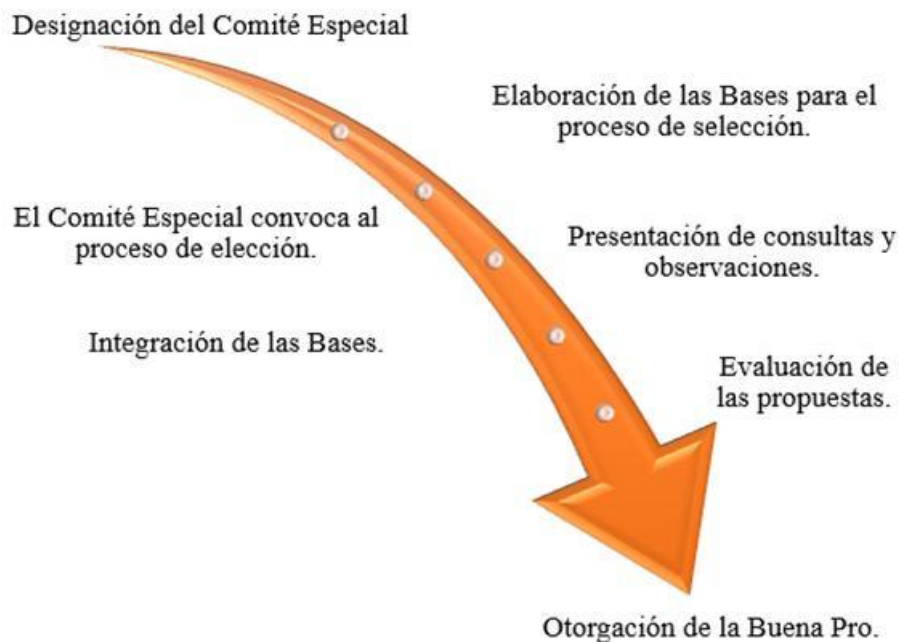 Designación del Comité Especial
Elaboración de las Bases para el
proceso de selección.
El Comité Especial convoca al
proceso de elección.
Presentación de consultas y
observaciones.
Integración de las Bases.
Evaluación de
las propuestas.
Otorgación de la Buena Pro.